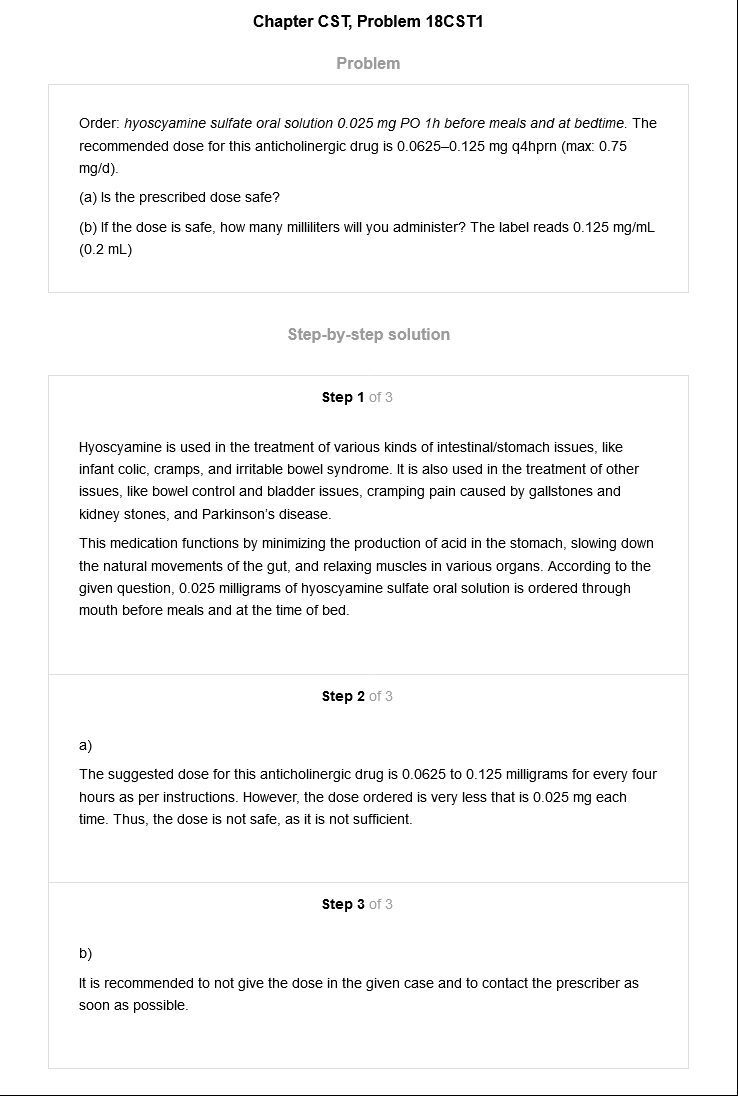 Chapter CST, Problem 18CST1
Problem
Order: hyoscyamine sulfate oral solution 0.025 mg PO 1h before meals and at bedtime. The
recommended dose for this anticholinergic drug is 0.0625–0.125 mg q4hprn (max: 0.75
mg/d).
(a) Is the prescribed dose safe?
(b) If the dose is safe, how many milliliters will you administer? The label reads 0.125 mg/mL
(0.2 mL)
Step-by-step solution
Step 1 of 3
Hyoscyamine is used in the treatment of various kinds of intestinal/stomach issues, like
infant colic, cramps, and irritable bowel syndrome. It is also used in the treatment of other
issues, like bowel control and bladder issues, cramping pain caused by gallstones and
kidney stones, and Parkinson's disease.
This medication functions by minimizing the production of acid in the stomach, slowing down
the natural movements of the gut, and relaxing muscles in various organs. According to the
given question, 0.025 milligrams of hyoscyamine sulfate oral solution is ordered through
mouth before meals and at the time of bed.
Step 2 of 3
a)
The suggested dose for this anticholinergic drug is 0.0625 to 0.125 milligrams for every four
hours as per instructions. However, the dose ordered is very less that is 0.025 mg each
time. Thus, the dose is not safe, as it is not sufficient.
Step 3 of 3
b)
It is recommended to not give the dose in the given case and to contact the prescriber as
soon as possible.